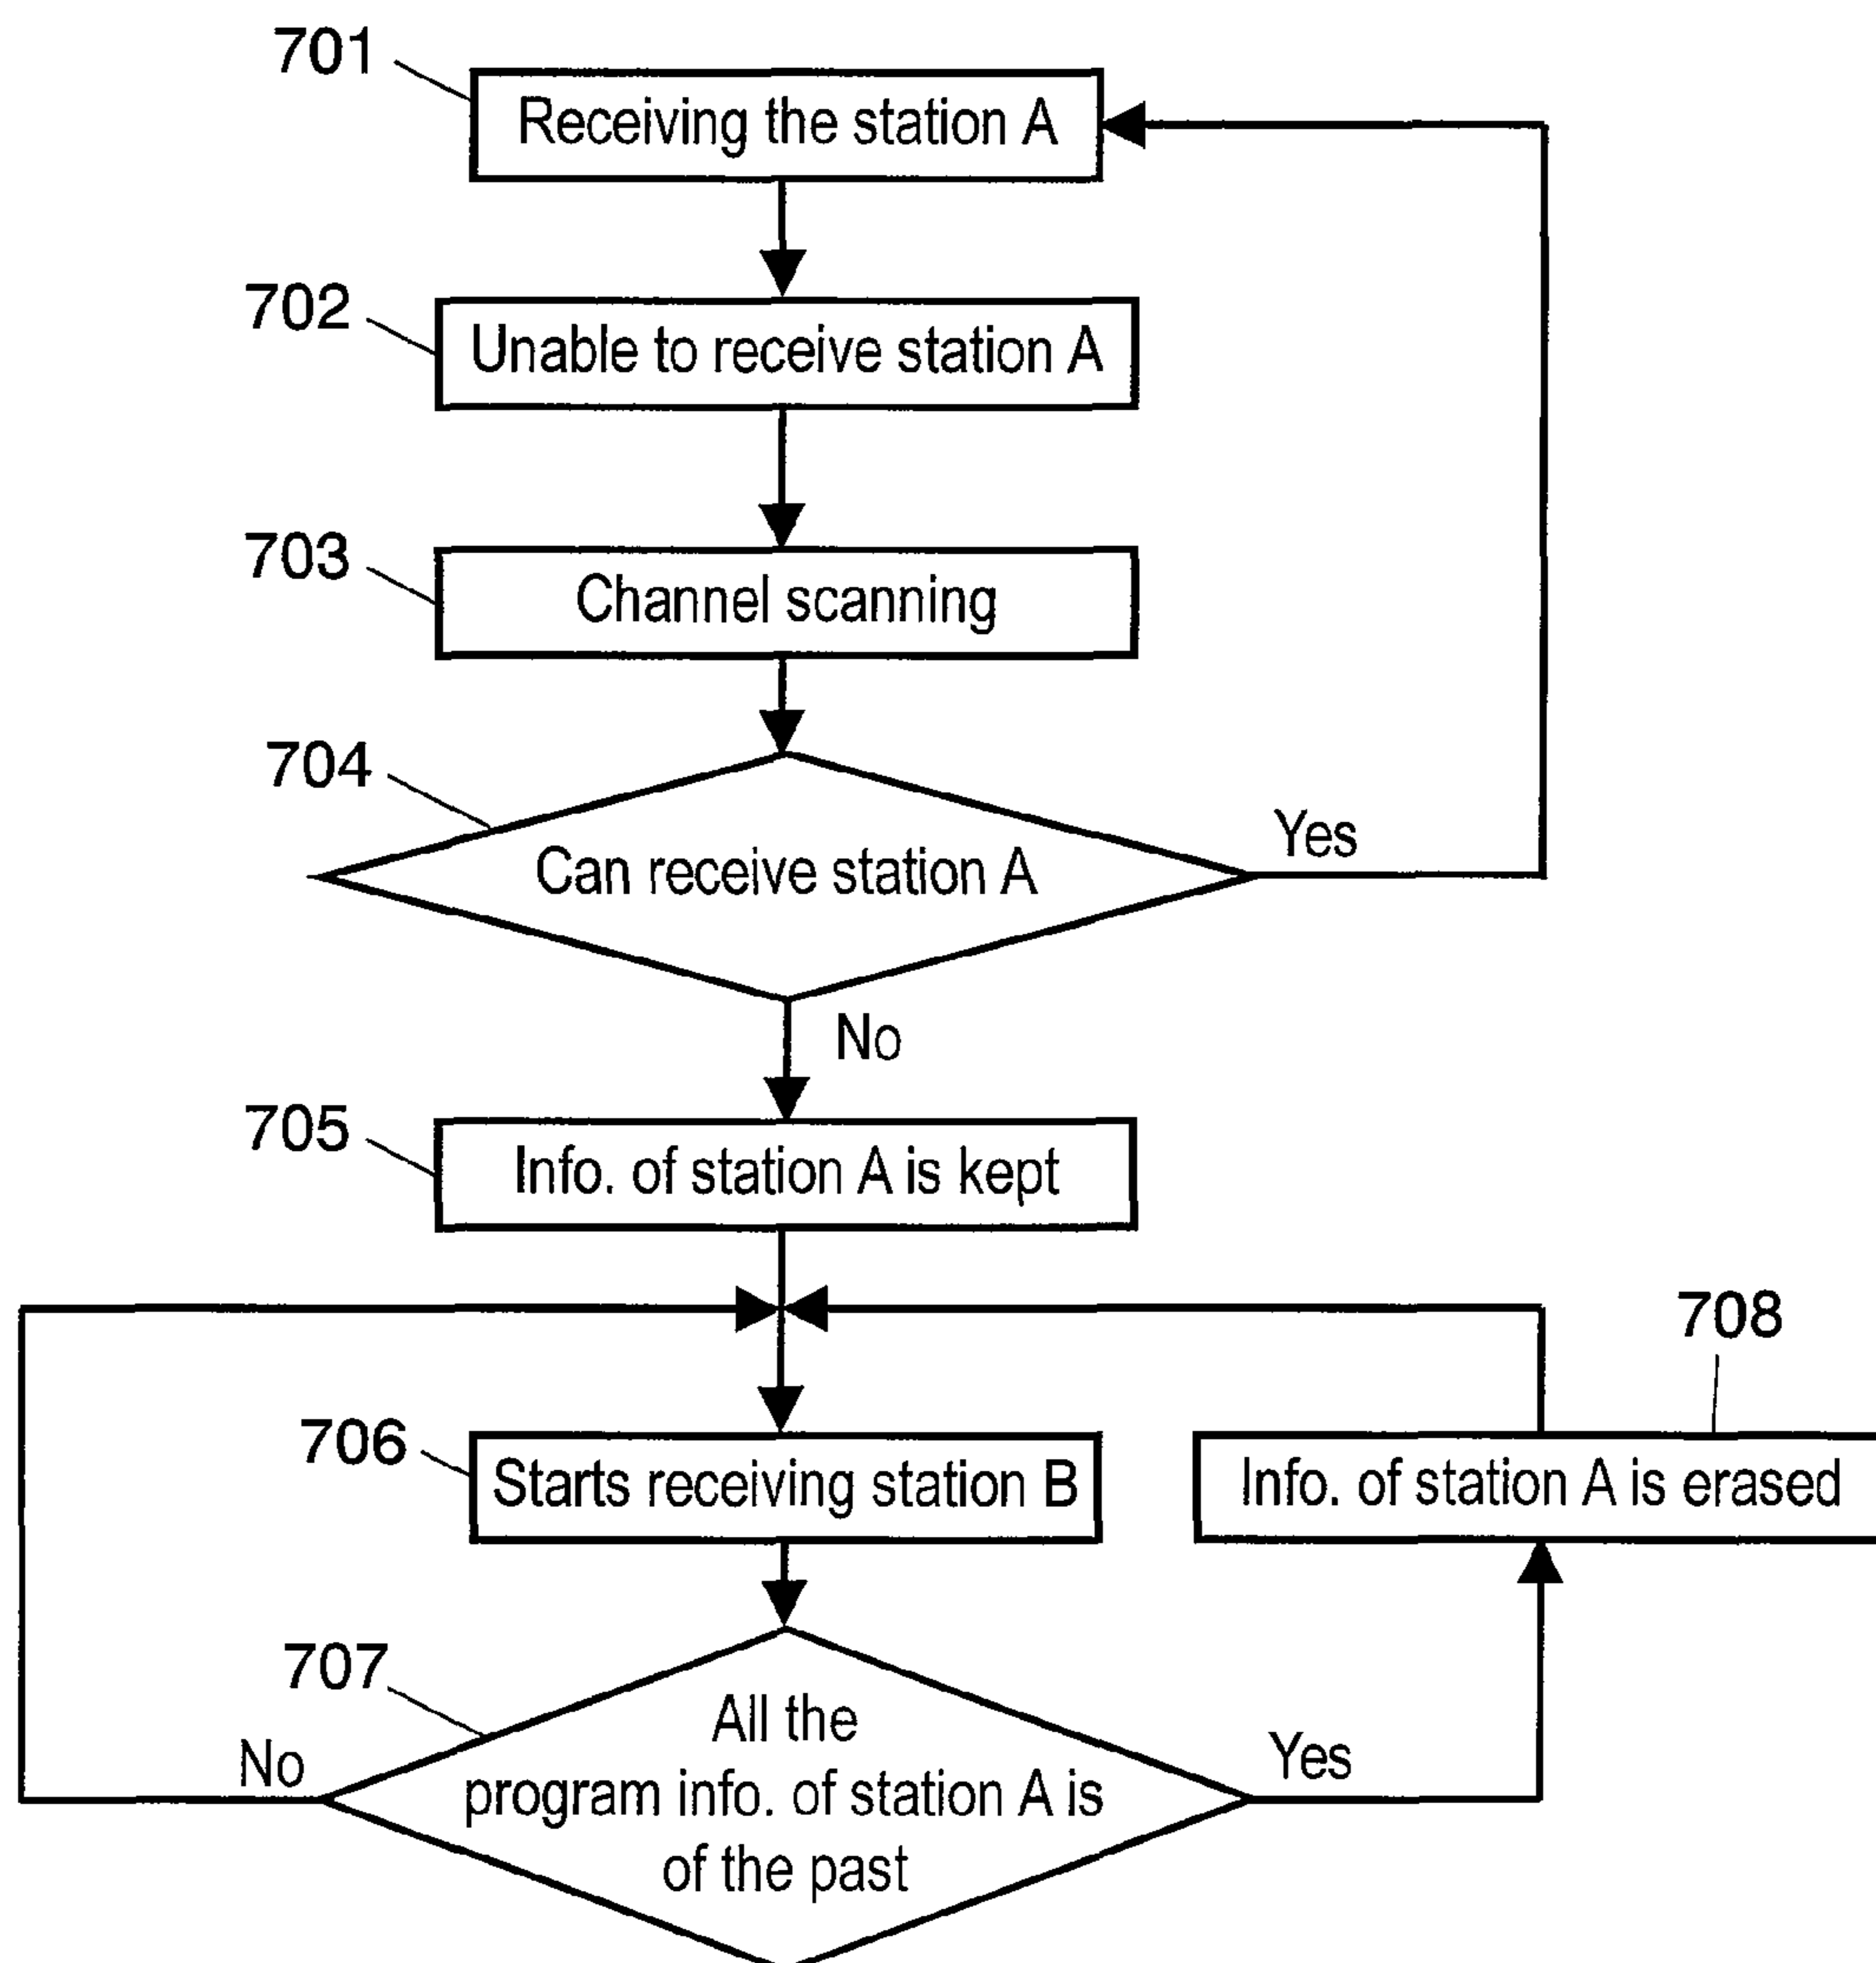 701
Receiving the station A
702
Unable to receive station A
703
Channel scanning
704
Can receive station A
Yes
No
705
Info. of station A is kept
706
Starts receiving station B
708
Info. of station A is erased
707
All the
program info. of station A is
of the past
No
Yes